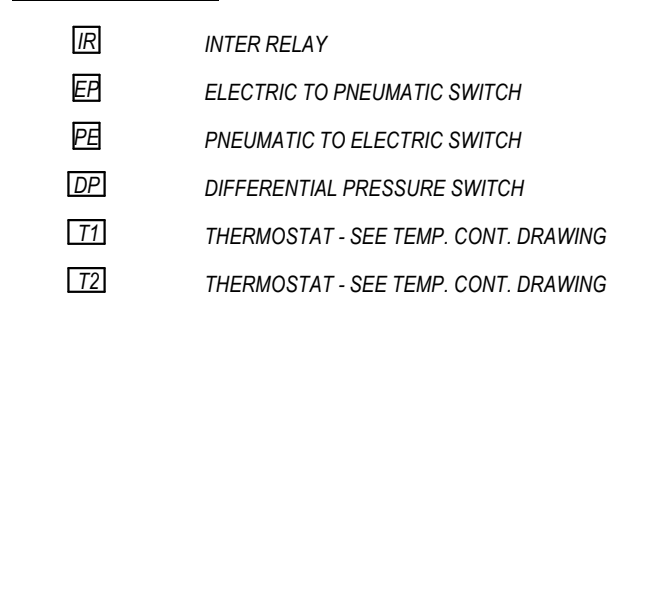 IR INTER RELAY
EP ELECTRIC TO PNEUMATIC SWITCH
PE PNEUMATIC TO ELECTRIC SWITCH
DP DIFFERENTIAL PRESSURE SWITCH
T1 THERMOSTAT - SEE TEMP. CONT. DRAWING
T2 THERMOSTAT - SEE TEMP. CONT. DRAWING